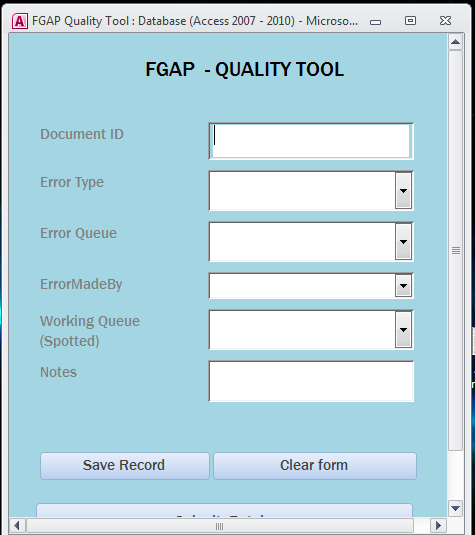 FGAP Quality Tool : Database (Access 2007 - 2010) - Microso...
FGAP - QUALITY TOOL
Document ID
Error Type
Error Queue
ErrorMadeBy
Working Queue
(Spotted)
Notes
Save Record
Clear form